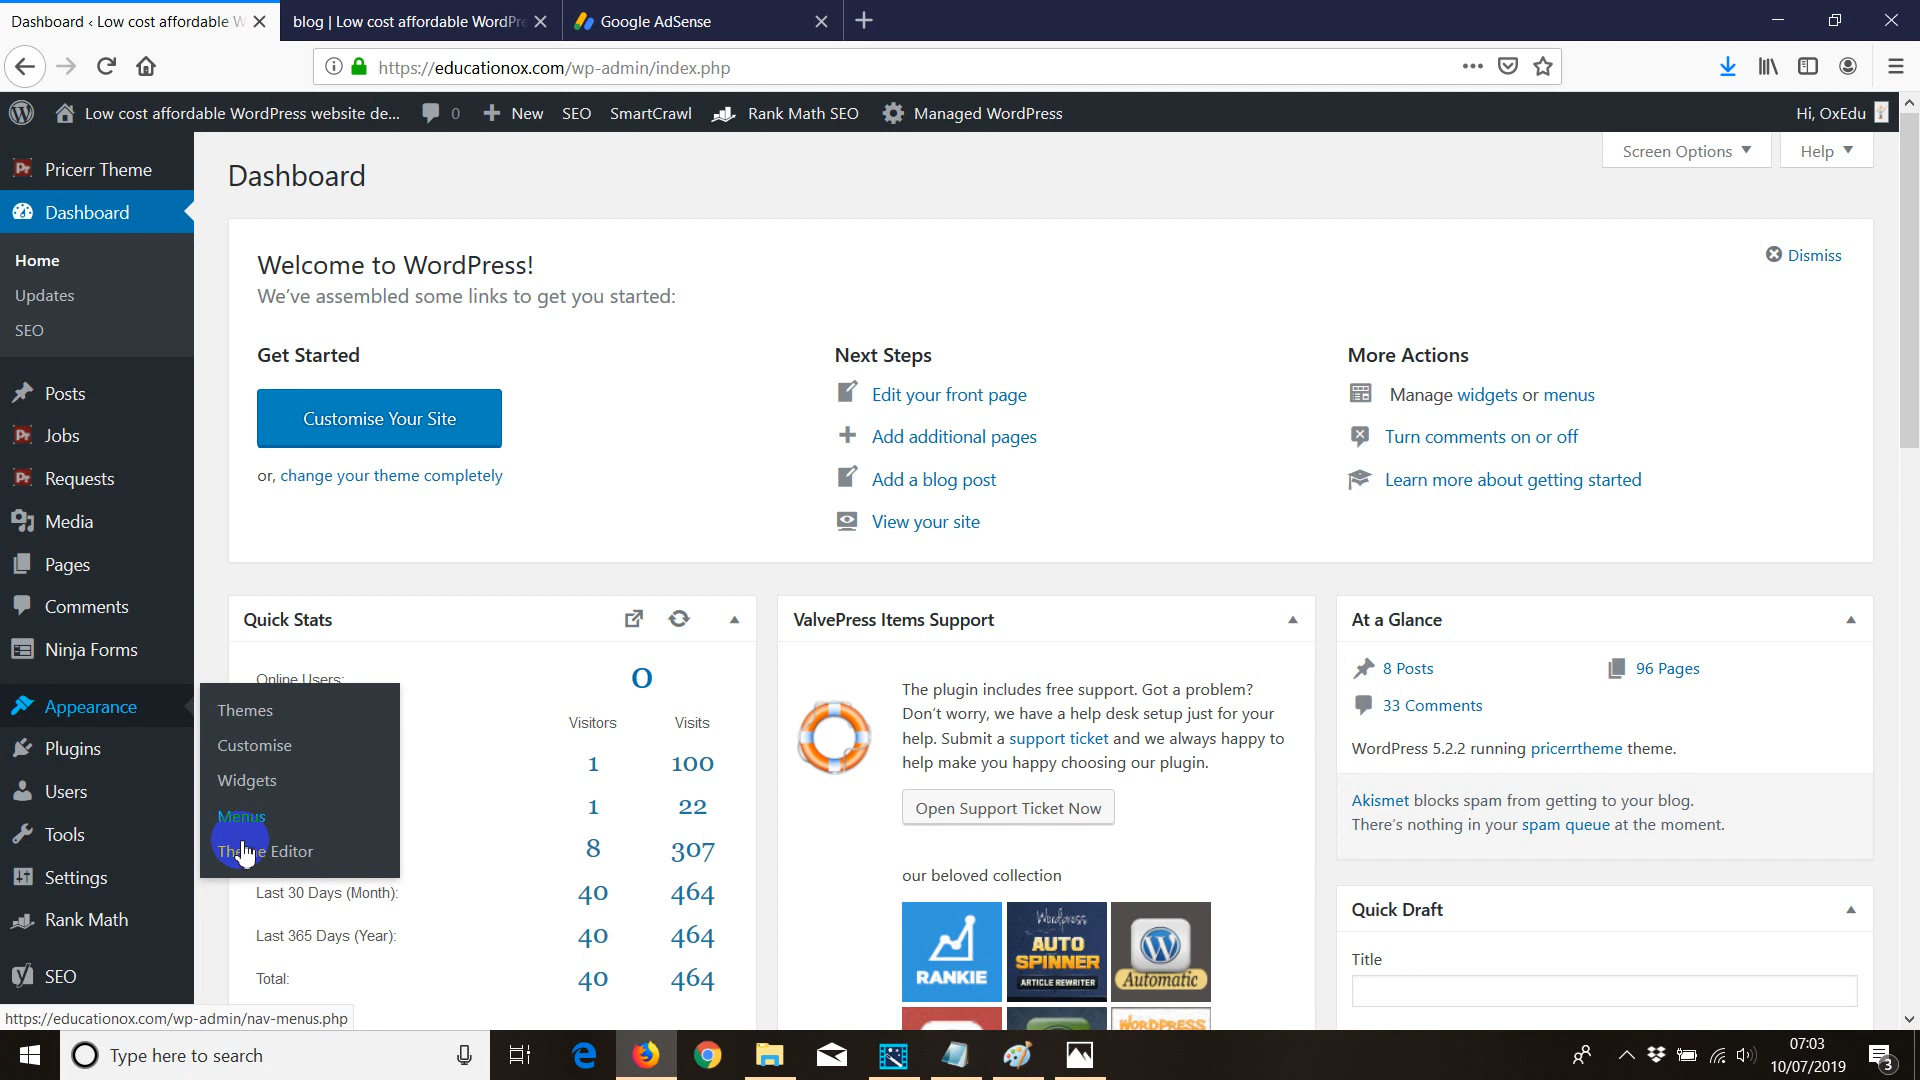 Dashboard ‹ Low cost affordable W
blog | Low cost affordable WordPre
Google AdSense
https://educationox.com/wp-admin/index.php
Low cost affordable WordPress website de...
0
New
SEO
SmartCrawl
Rank Math SEO
Managed WordPress
Hi, OxEdu
Pricerr Theme
Dashboard
Home
Updates
SEO
Posts
Jobs
Requests
Media
Pages
Comments
Ninja Forms
Appearance
Plugins
Users
Tools
Settings
Rank Math
SEO
Themes
Customise
Widgets
Menus
Theme Editor
Dashboard
Screen Options
Help
Welcome to WordPress!
We've assembled some links to get you started:
Dismiss
Get Started
Customise Your Site
or, change your theme completely
Next Steps
Edit your front page
Add additional pages
Add a blog post
View your site
More Actions
Manage widgets or menus
Turn comments on or off
Learn more about getting started
Quick Stats
Online Users: 0
Visitors Visits
1 100
1 22
8 307
Last 30 Days (Month): 40 464
Last 365 Days (Year): 40 464
Total: 40 464
ValvePress Items Support
The plugin includes free support. Got a problem?
Don't worry, we have a help desk setup just for your
help. Submit a support ticket and we always happy to
help make you happy choosing our plugin.
Open Support Ticket Now
our beloved collection
RANKIE
Wordpress
AUTO
SPINNER
ARTICLE REWRITER
Automatic
WORDPRESS
At a Glance
8 Posts
96 Pages
33 Comments
WordPress 5.2.2 running pricerrtheme theme.
Akismet blocks spam from getting to your blog.
There's nothing in your spam queue at the moment.
Quick Draft
Title
https://educationox.com/wp-admin/nav-menus.php
Type here to search
07:03
10/07/2019
3